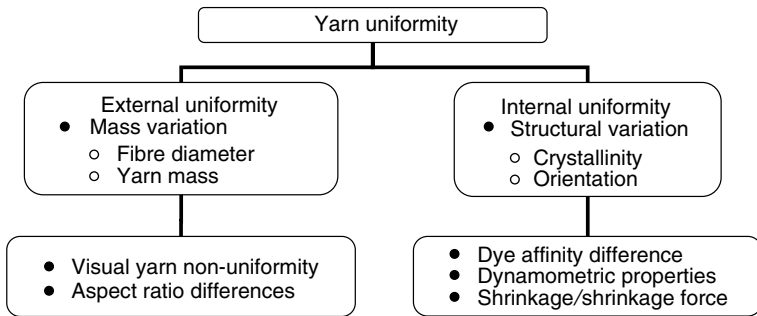 Yarn uniformity
External uniformity
● Mass variation
○ Fibre diameter
○ Yarn mass
Internal uniformity
● Structural variation
○ Crystallinity
○ Orientation
● Visual yarn non-uniformity
● Aspect ratio differences
● Dye affinity difference
● Dynamometric properties
● Shrinkage/shrinkage force